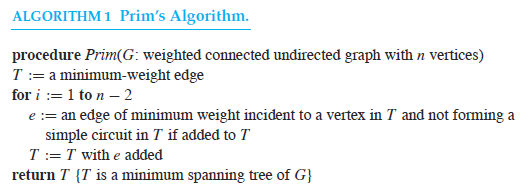 ALGORITHM 1 Prim's Algorithm.
procedure Prim(G: weighted connected undirected graph with n vertices)
T := a minimum-weight edge
for i := 1 to n − 2
e := an edge of minimum weight incident to a vertex in T and not forming a
simple circuit in T if added to T
T := T with e added
return T {T is a minimum spanning tree of G}